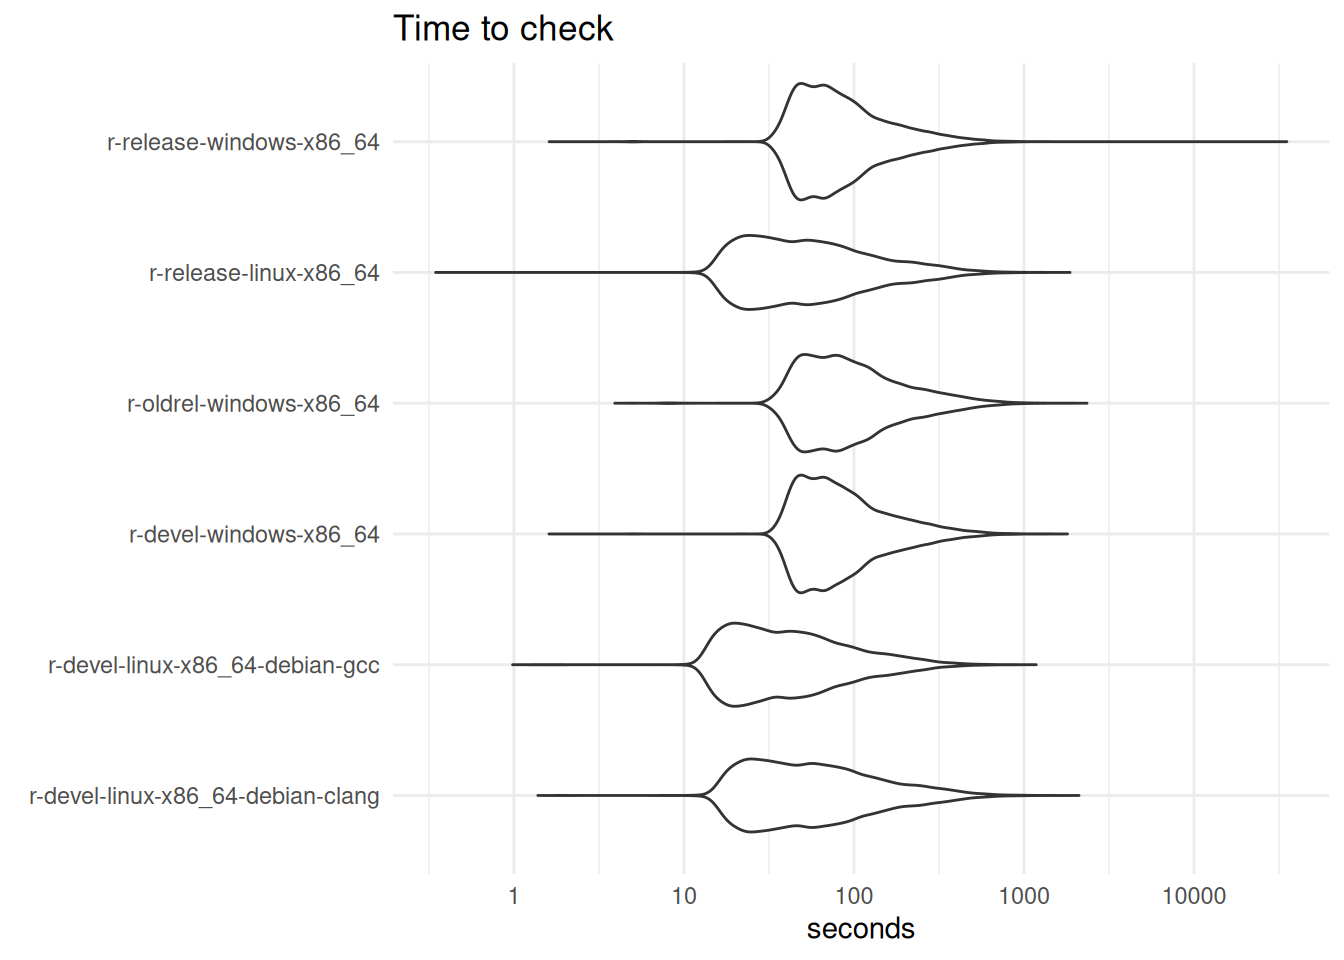 Time to check
r-release-windows-x86_64
r-release-linux-x86_64
r-oldrel-windows-x86_64
r-devel-windows-x86_64
r-devel-linux-x86_64-debian-gcc
r-devel-linux-x86_64-debian-clang
1 10 100 1000 10000
seconds